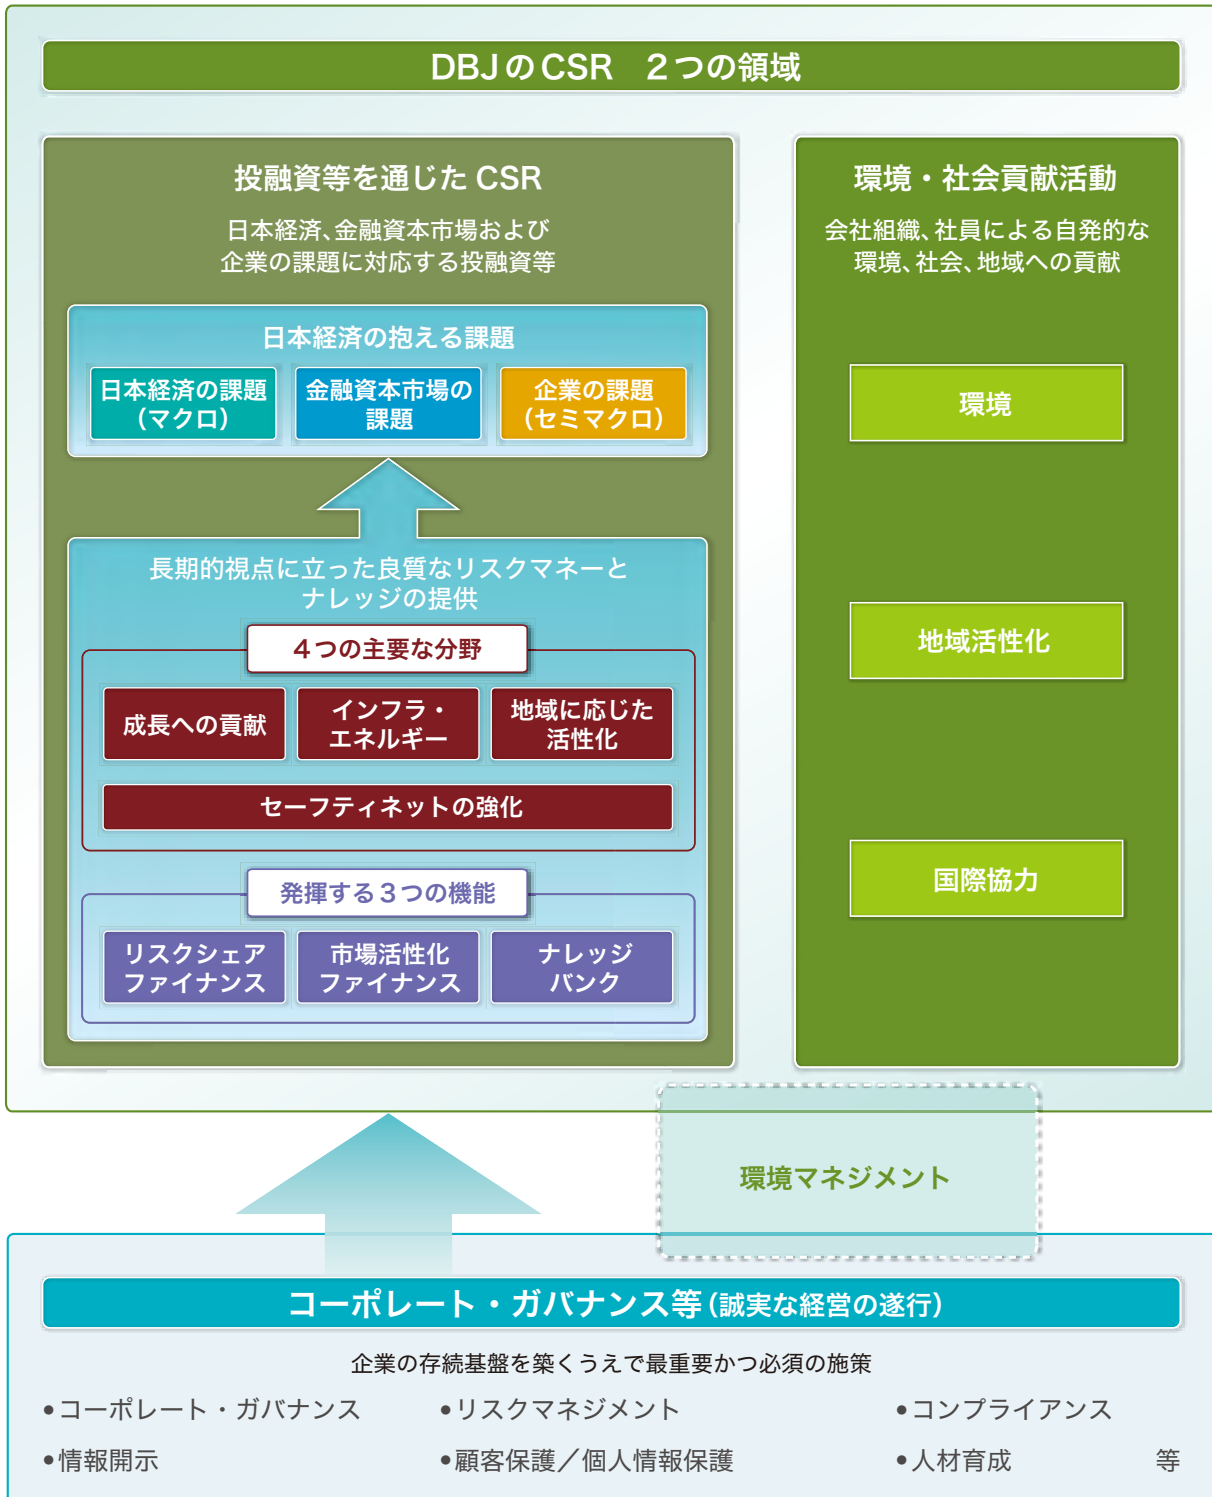 DBJのCSR　2つの領域
投融資等を通じた CSR
日本経済、金融資本市場および
企業の課題に対応する投融資等
日本経済の抱える課題
日本経済の課題
（マクロ）
金融資本市場の
課題
企業の課題
（セミマクロ）
長期的視点に立った良質なリスクマネーと
ナレッジの提供
4つの主要な分野
成長への貢献
インフラ・
エネルギー
地域に応じた
活性化
セーフティネットの強化
発揮する3つの機能
リスクシェア
ファイナンス
市場活性化
ファイナンス
ナレッジ
バンク
環境・社会貢献活動
会社組織、社員による自発的な
環境、社会、地域への貢献
環境
地域活性化
国際協力
環境マネジメント
コーポレート・ガバナンス等（誠実な経営の遂行）
企業の存続基盤を築くうえで最重要かつ必須の施策
●コーポレート・ガバナンス ●リスクマネジメント ●コンプライアンス
●情報開示 ●顧客保護／個人情報保護 ●人材育成 等